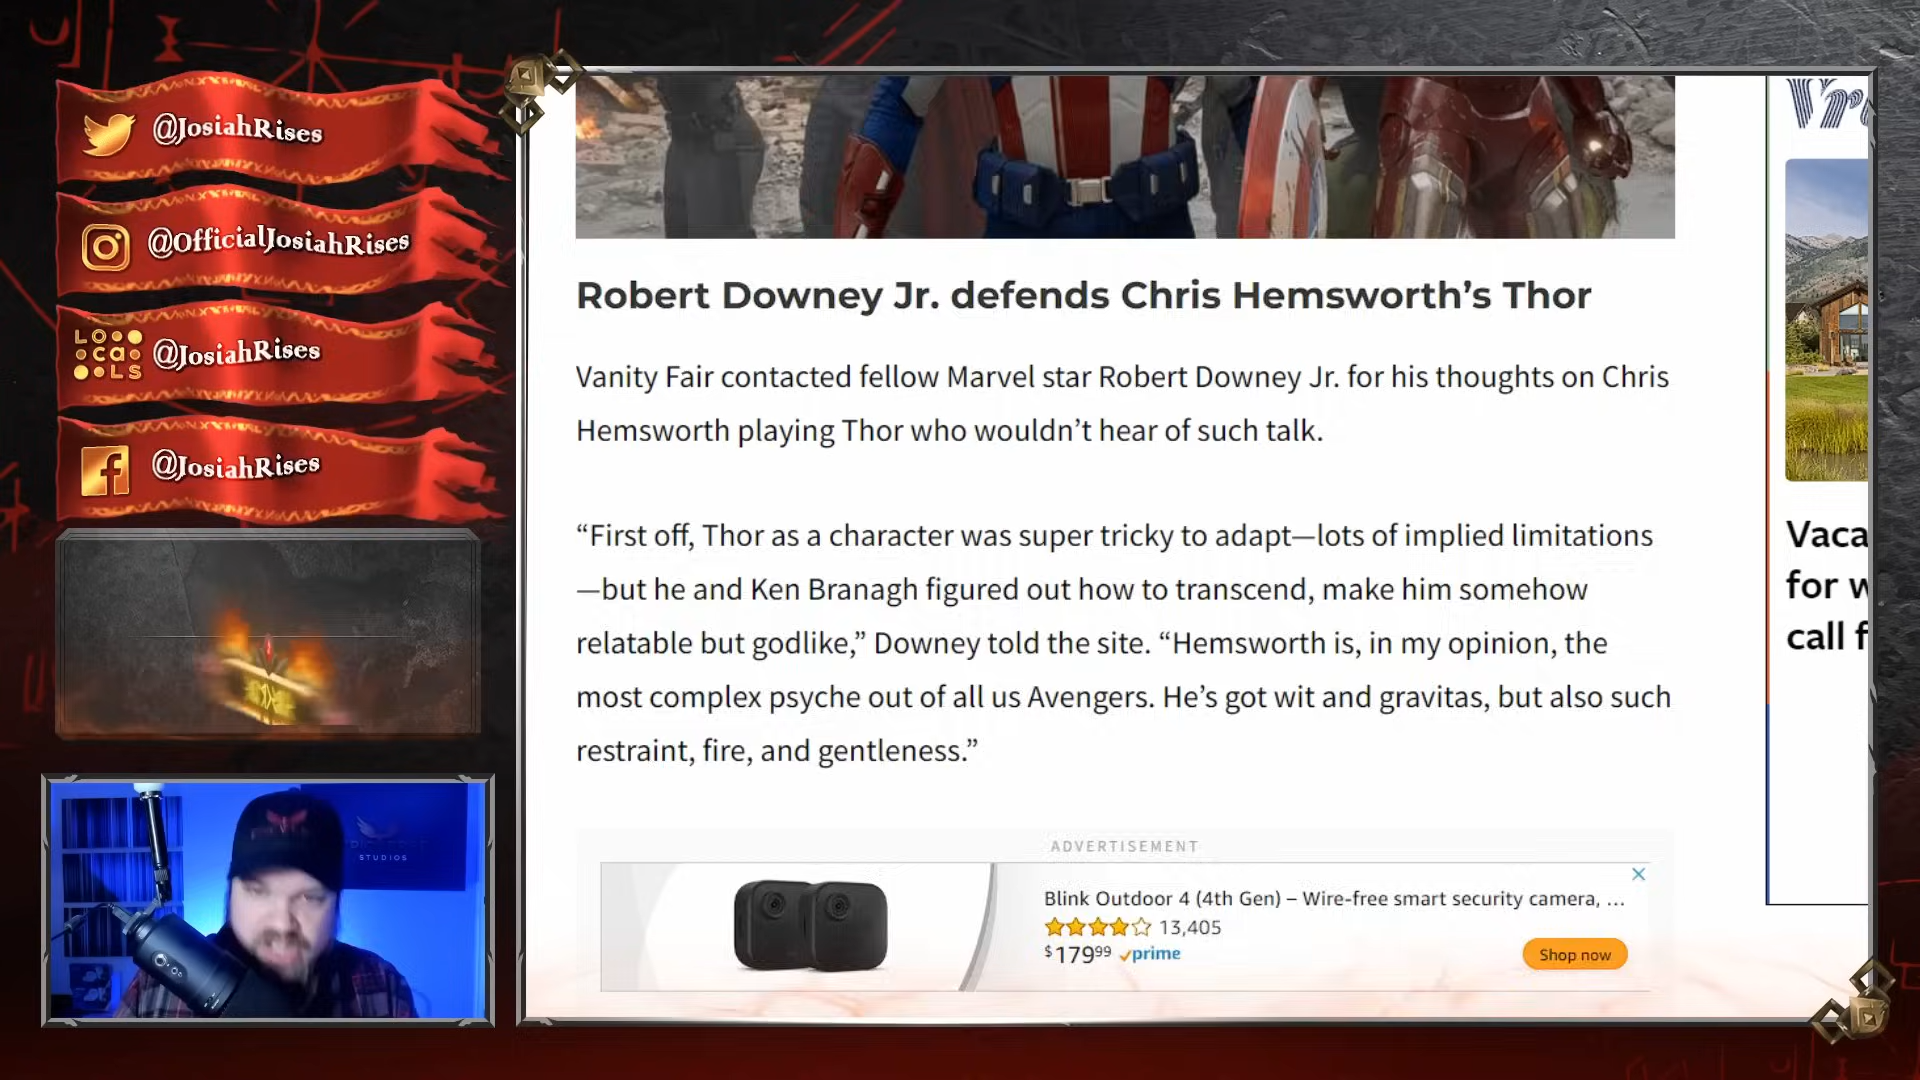 @JosiahRises
@OfficialJosiahRises
LOcaLS
@JosiahRises
@JosiahRises
STUDIOS
Robert Downey Jr. defends Chris Hemsworth’s Thor
Vanity Fair contacted fellow Marvel star Robert Downey Jr. for his thoughts on Chris
Hemsworth playing Thor who wouldn’t hear of such talk.
“First off, Thor as a character was super tricky to adapt—lots of implied limitations
—but he and Ken Branagh figured out how to transcend, make him somehow
relatable but godlike,” Downey told the site. “Hemsworth is, in my opinion, the
most complex psyche out of all us Avengers. He’s got wit and gravitas, but also such
restraint, fire, and gentleness.”
ADVERTISEMENT
Blink Outdoor 4 (4th Gen) – Wire-free smart security camera, ...
13,405
$179.99 prime
Shop now
Vaca
for w
call f